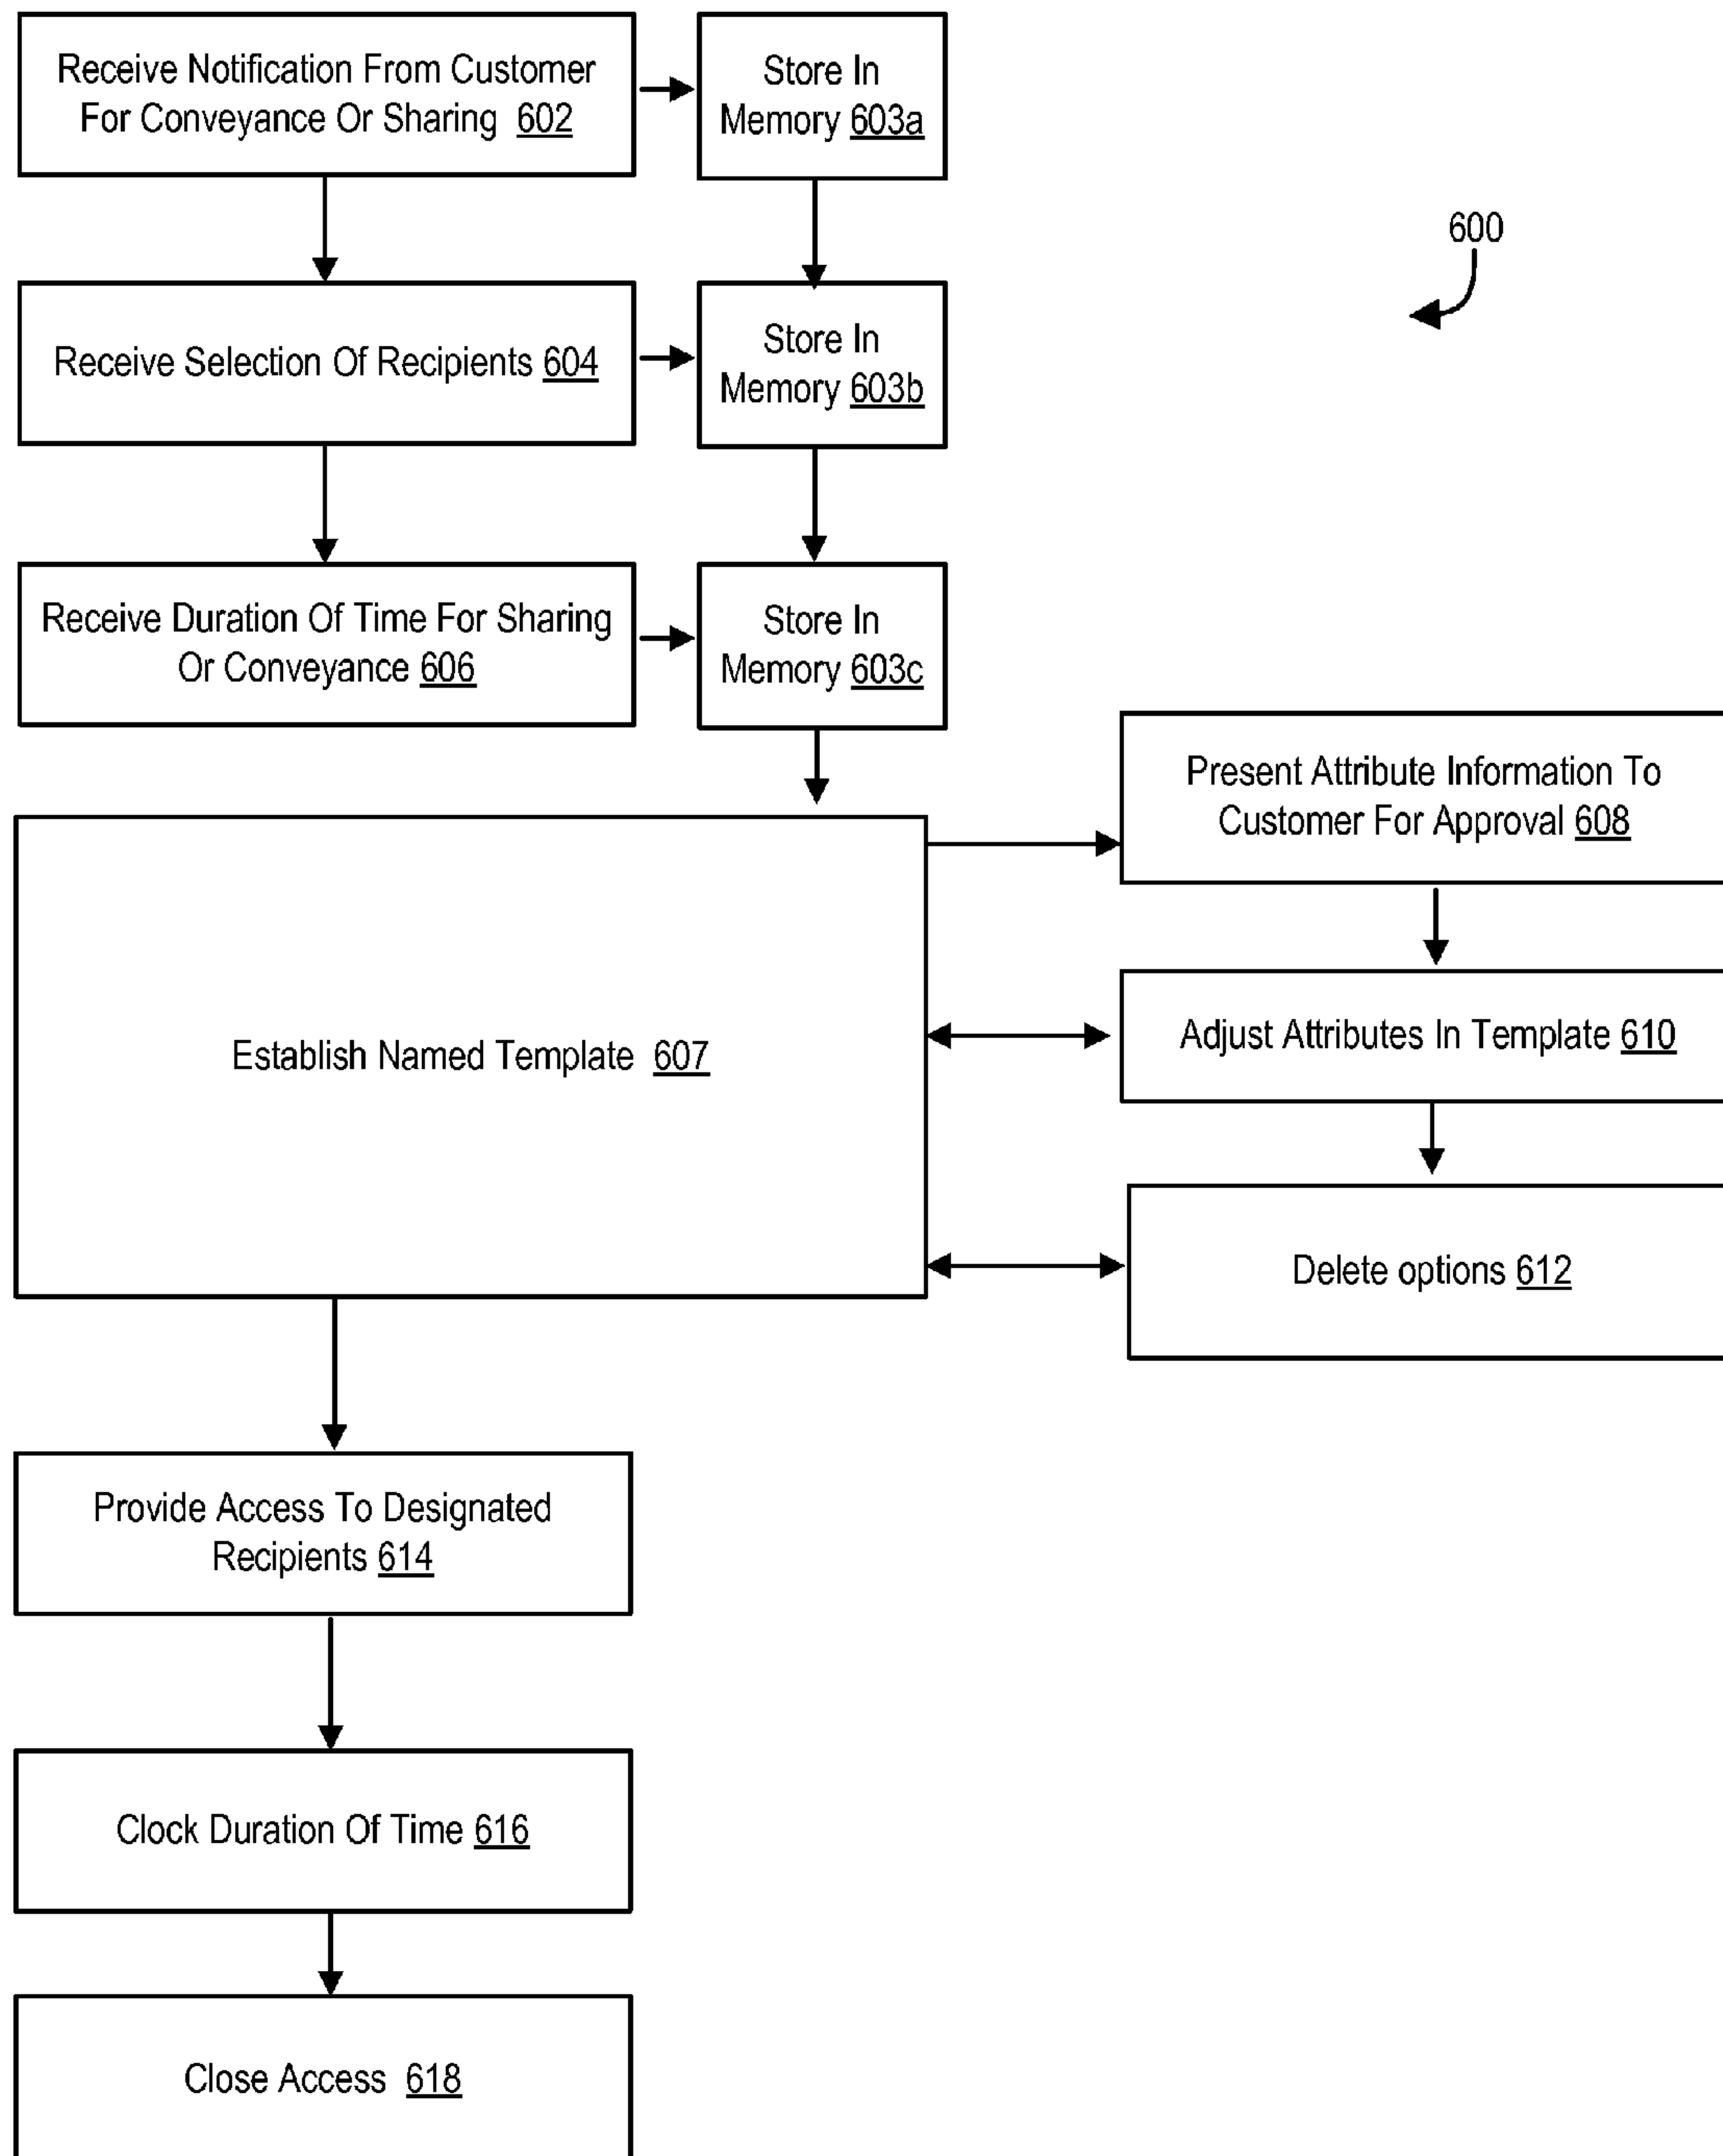 Receive Notification From Customer
For Conveyance Or Sharing 602
Store In
Memory 603a
600
Receive Selection Of Recipients 604
Store In
Memory 603b
Receive Duration Of Time For Sharing
Or Conveyance 606
Store In
Memory 603c
Present Attribute Information To
Customer For Approval 608
Establish Named Template 607
Adjust Attributes In Template 610
Delete options 612
Provide Access To Designated
Recipients 614
Clock Duration Of Time 616
Close Access 618